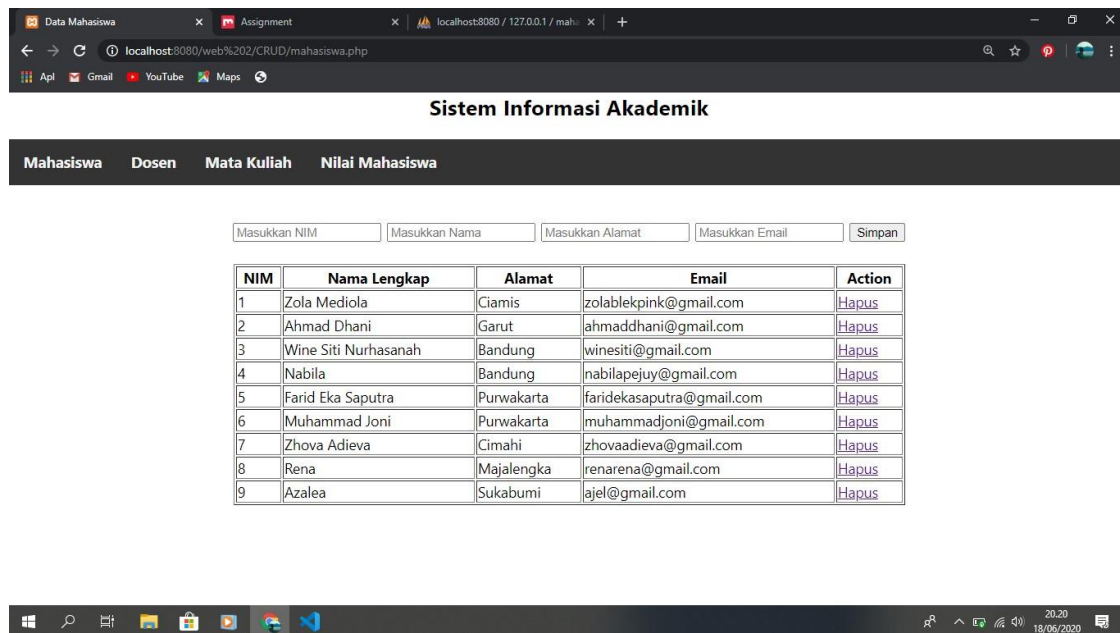 Data Mahasiswa
Assignment
localhost:8080 / 127.0.0.1 / maha
localhost:8080/web%202/CRUD/mahasiswa.php
Apl Gmail YouTube Maps
Sistem Informasi Akademik
Mahasiswa Dosen Mata Kuliah Nilai Mahasiswa
Masukkan NIM Masukkan Nama Masukkan Alamat Masukkan Email Simpan
NIM Nama Lengkap Alamat Email Action
1 Zola Mediola Ciamis zolablekpink@gmail.com Hapus
2 Ahmad Dhani Garut ahmaddhani@gmail.com Hapus
3 Wine Siti Nurhasanah Bandung winesiti@gmail.com Hapus
4 Nabila Bandung nabilapejuy@gmail.com Hapus
5 Farid Eka Saputra Purwakarta faridekasaputra@gmail.com Hapus
6 Muhammad Joni Purwakarta muhammadjoni@gmail.com Hapus
7 Zhova Adieva Cimahi zhovaadieva@gmail.com Hapus
8 Rena Majalengka renarena@gmail.com Hapus
9 Azalea Sukabumi ajel@gmail.com Hapus
20.20
18/06/2020